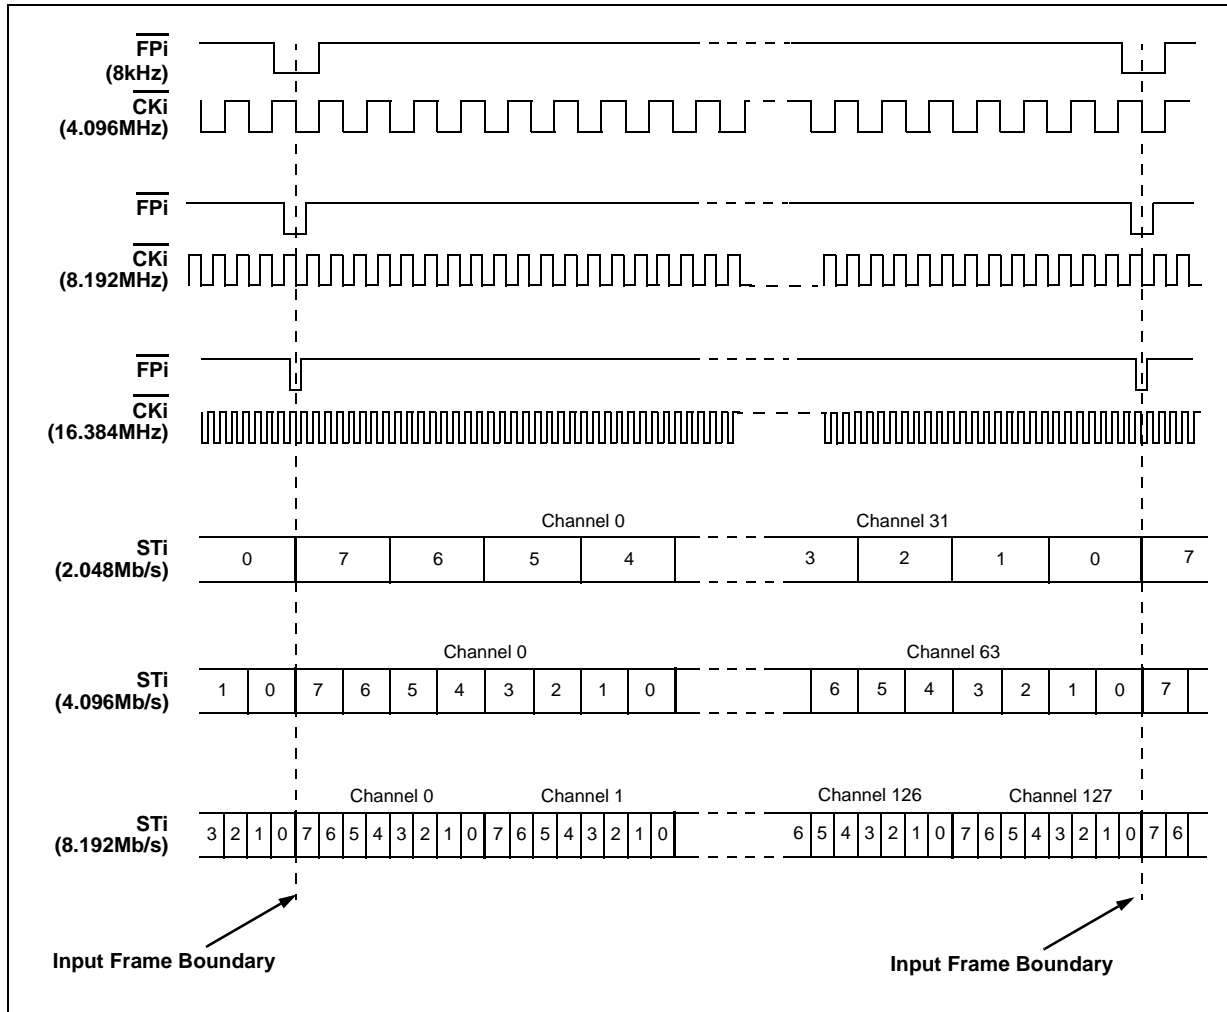 FPi
(8kHz)
CKi
(4.096MHz)
FPi
CKi
(8.192MHz)
FPi
CKi
(16.384MHz)
Channel 0 Channel 31
STi
(2.048Mb/s)
0 7 6 5 4 3 2 1 0 7
Channel 0 Channel 63
STi
(4.096Mb/s)
1 0 7 6 5 4 3 2 1 0 6 5 4 3 2 1 0 7
Channel 0 Channel 1 Channel 126 Channel 127
STi
(8.192Mb/s)
3 2 1 0 7 6 5 4 3 2 1 0 7 6 5 4 3 2 1 0 6 5 4 3 2 1 0 7 6 5 4 3 2 1 0 7 6
Input Frame Boundary Input Frame Boundary